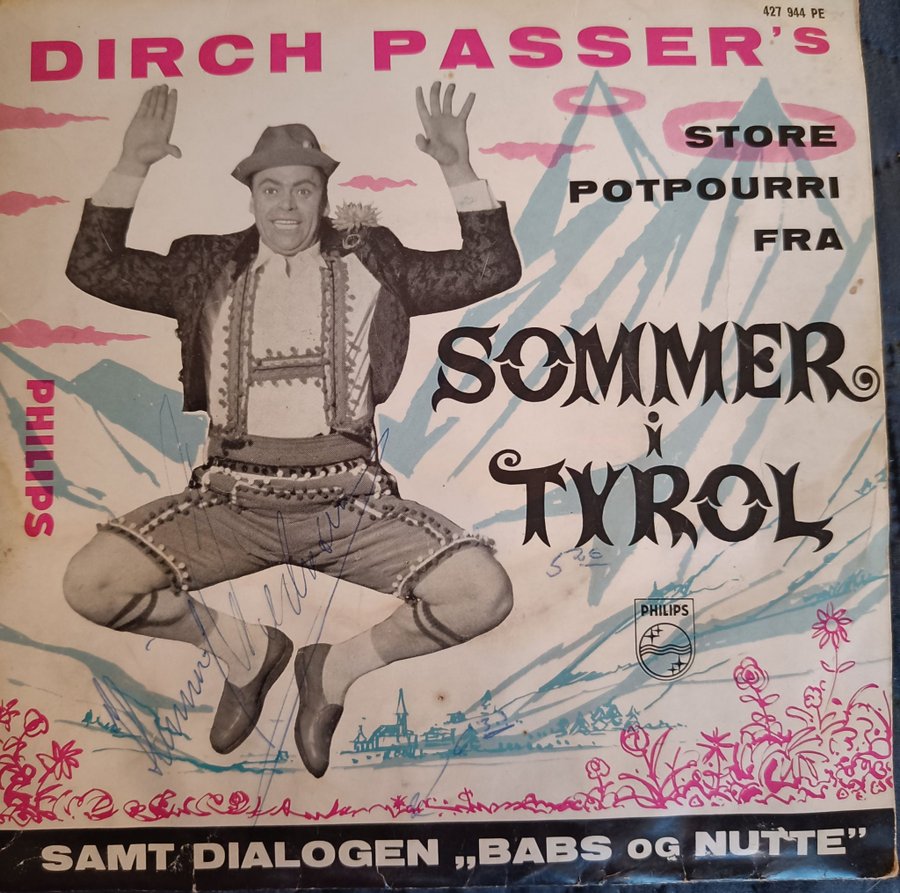 427 944 PE
DIRCH PASSER's
STORE
POTPOURRI
FRA
SOMMER
i
TYROL
PHILIPS
PHILIPS
SAMT DIALOGEN „BABS OG NUTTE”